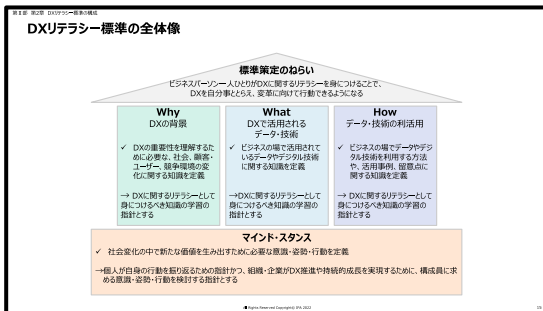 第Ⅱ部 第2章 DXリテラシー標準の構成
DXリテラシー標準の全体像
標準策定のねらい
ビジネスパーソン一人ひとりがDXに関するリテラシーを身につけることで、
DXを自分事ととらえ、変革に向けて行動できるようになる
Why
DXの背景
✓ DXの重要性を理解するた
めに必要な、社会、顧客・
ユーザー、競争環境の変
化に関する知識を定義
→ DXに関するリテラシーとして
身につけるべき知識の学習の
指針とする
What
DXで活用される
データ・技術
✓ ビジネスの場で活用されて
いるデータやデジタル技術
に関する知識を定義
→DXに関するリテラシーとして
身につけるべき知識の学習の
指針とする
How
データ・技術の利活用
✓ ビジネスの場でデータやデジ
タル技術を利用する方法
や、活用事例、留意点に
関する知識を定義
→ DXに関するリテラシーとして
身につけるべき知識の学習の
指針とする
マインド・スタンス
✓ 社会変化の中で新たな価値を生み出すために必要な意識・姿勢・行動を定義
→個人が自身の行動を振り返るための指針かつ、組織・企業がDX推進や持続的成長を実現するために、構成員に求
める意識・姿勢・行動を検討する指針とする
All Rights Reserved Copyright© IPA 2022